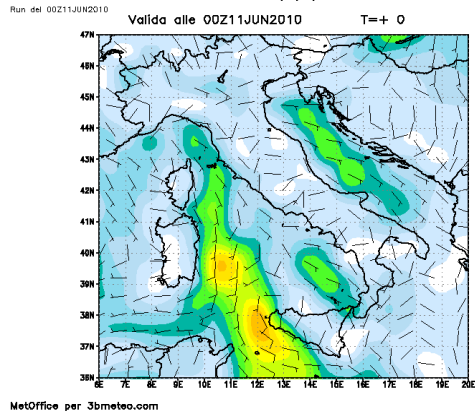 Run del 00Z11JUN2010
Valida alle 00Z11JUN2010 T=+ 0
47N
46N
45N
44N
43N
42N
41N
40N
39N
38N
37N
36N
6E 7E 8E 9E 10E 11E 12E 13E 14E 15E 16E 17E 18E 19E 20E
MetOffice per 3bmeteo.com